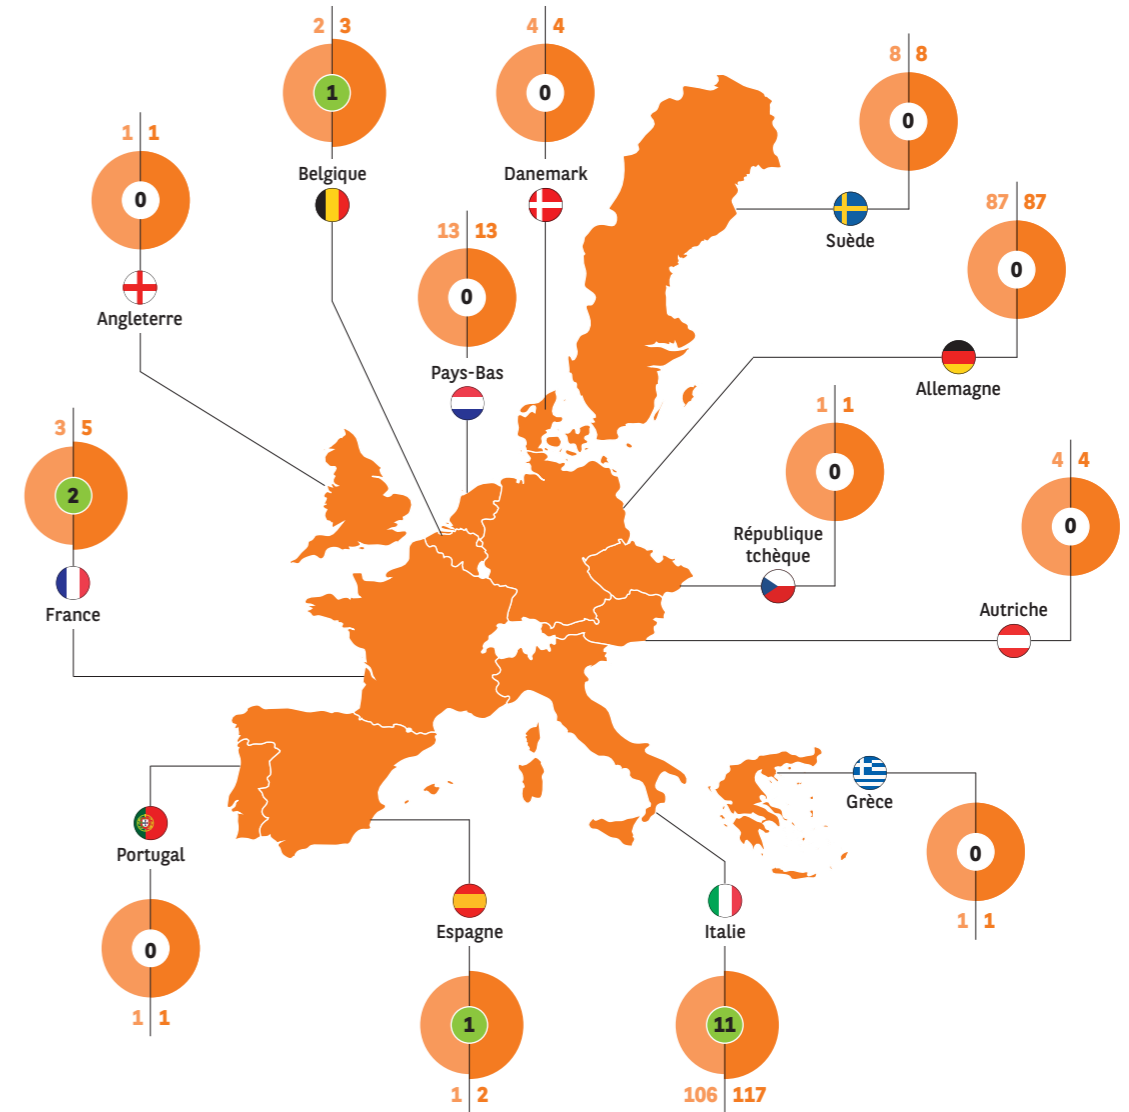 2 3
1
Belgique
4 4
0
Danemark
8 8
0
Suède
1 1
0
Angleterre
13 13
0
Pays-Bas
87 87
0
Allemagne
3 5
2
France
1 1
0
République
tchèque
4 4
0
Autriche
Portugal
0
1 1
Espagne
1
1 2
Italie
11
106 117
Grèce
0
1 1